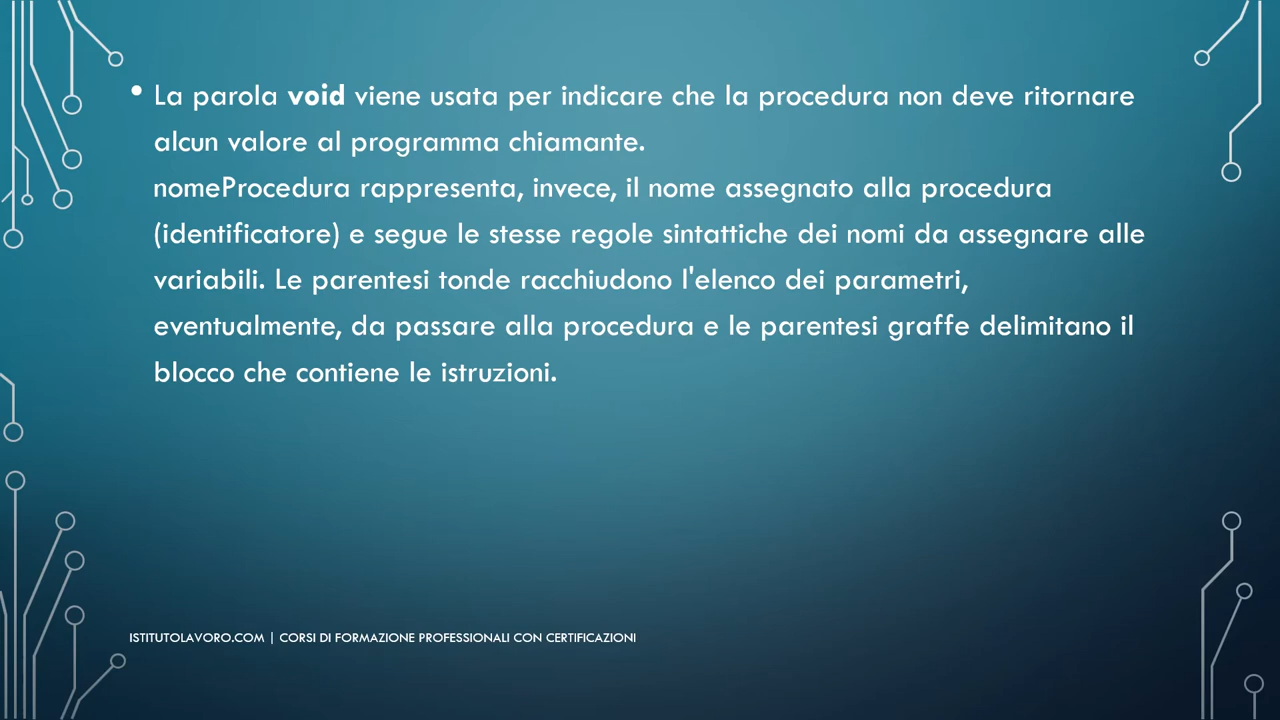 • La parola void viene usata per indicare che la procedura non deve ritornare
alcun valore al programma chiamante.
nomeProcedura rappresenta, invece, il nome assegnato alla procedura
(identificatore) e segue le stesse regole sintattiche dei nomi da assegnare alle
variabili. Le parentesi tonde racchiudono l'elenco dei parametri,
eventualmente, da passare alla procedura e le parentesi graffe delimitano il
blocco che contiene le istruzioni.
ISTITUTOLAVORO.COM | CORSI DI FORMAZIONE PROFESSIONALI CON CERTIFICAZIONI